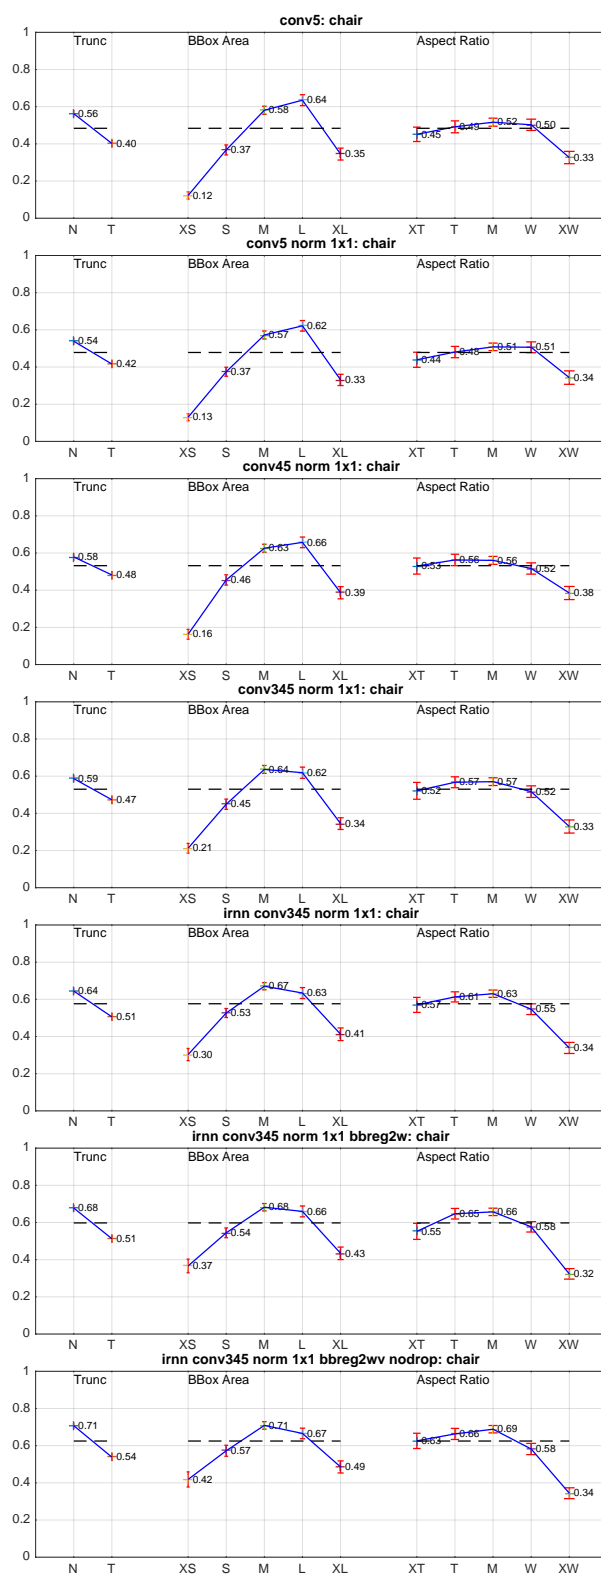 conv5: chair
Trunc BBox Area Aspect Ratio
1
0.8
0.6
0.4
0.2
0
0.56 0.40 0.12 0.37 0.58 0.64 0.35 0.45 0.49 0.52 0.50 0.33
N T XS S M L XL XT T M W XW
conv5 norm 1x1: chair
Trunc BBox Area Aspect Ratio
1
0.8
0.6
0.4
0.2
0
0.54 0.42 0.13 0.37 0.57 0.62 0.33 0.44 0.48 0.51 0.51 0.34
N T XS S M L XL XT T M W XW
conv45 norm 1x1: chair
Trunc BBox Area Aspect Ratio
1
0.8
0.6
0.4
0.2
0
0.58 0.48 0.16 0.46 0.63 0.66 0.39 0.53 0.56 0.56 0.52 0.38
N T XS S M L XL XT T M W XW
conv345 norm 1x1: chair
Trunc BBox Area Aspect Ratio
1
0.8
0.6
0.4
0.2
0
0.59 0.47 0.21 0.45 0.64 0.62 0.34 0.52 0.57 0.57 0.52 0.33
N T XS S M L XL XT T M W XW
irnn conv345 norm 1x1: chair
Trunc BBox Area Aspect Ratio
1
0.8
0.6
0.4
0.2
0
0.64 0.51 0.30 0.53 0.67 0.63 0.41 0.57 0.61 0.63 0.55 0.34
N T XS S M L XL XT T M W XW
irnn conv345 norm 1x1 bbreg2w: chair
Trunc BBox Area Aspect Ratio
1
0.8
0.6
0.4
0.2
0
0.68 0.51 0.37 0.54 0.68 0.66 0.43 0.55 0.65 0.66 0.58 0.32
N T XS S M L XL XT T M W XW
irnn conv345 norm 1x1 bbreg2wv nodrop: chair
Trunc BBox Area Aspect Ratio
1
0.8
0.6
0.4
0.2
0
0.71 0.54 0.42 0.57 0.71 0.67 0.49 0.63 0.66 0.69 0.58 0.34
N T XS S M L XL XT T M W XW